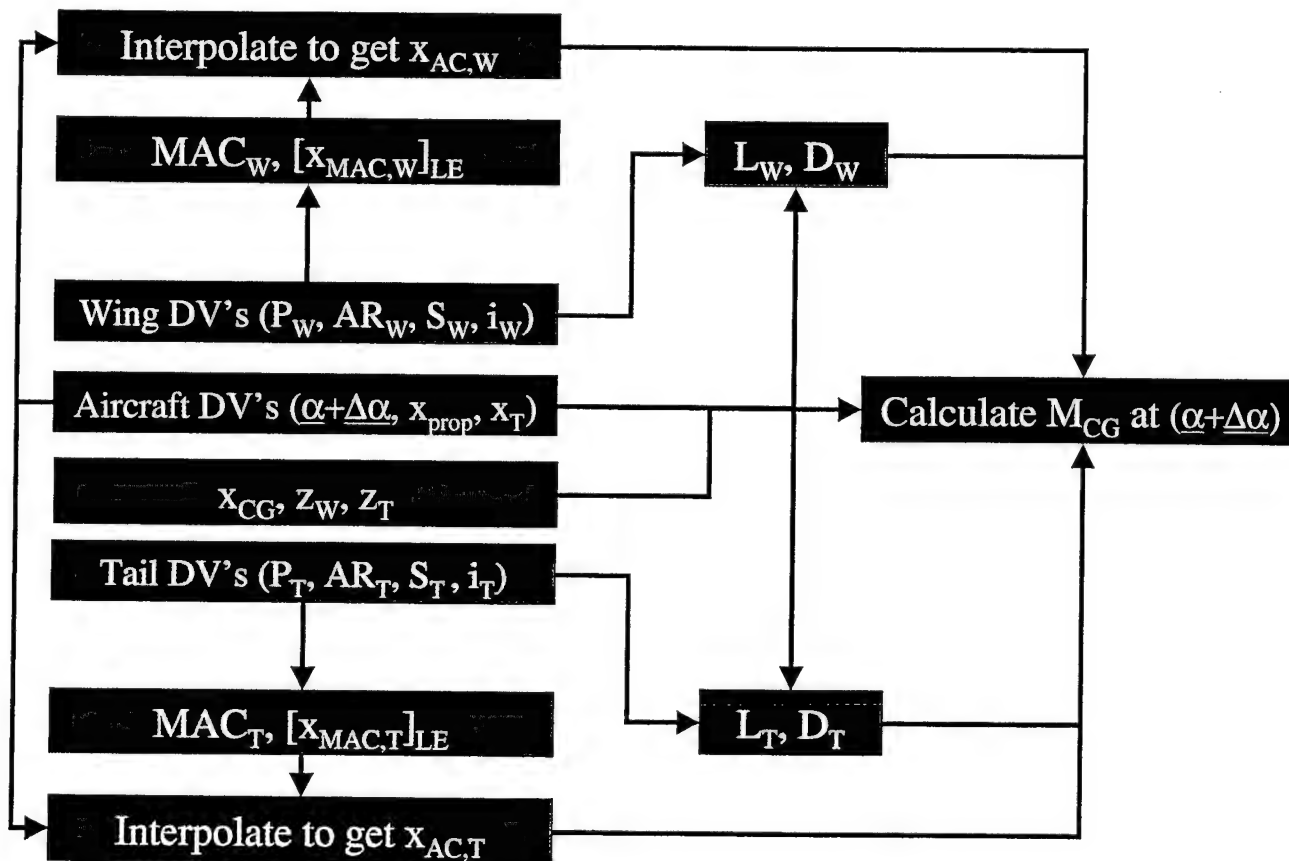 Interpolate to get x_AC,W
MAC_W, [x_MAC,W]_LE
L_W, D_W
Wing DV's (P_W, AR_W, S_W, i_W)
Aircraft DV's (α+Δα, x_prop, x_T)
Calculate M_CG at (α+Δα)
x_CG, z_W, z_T
Tail DV's (P_T, AR_T, S_T, i_T)
MAC_T, [x_MAC,T]_LE
L_T, D_T
Interpolate to get x_AC,T